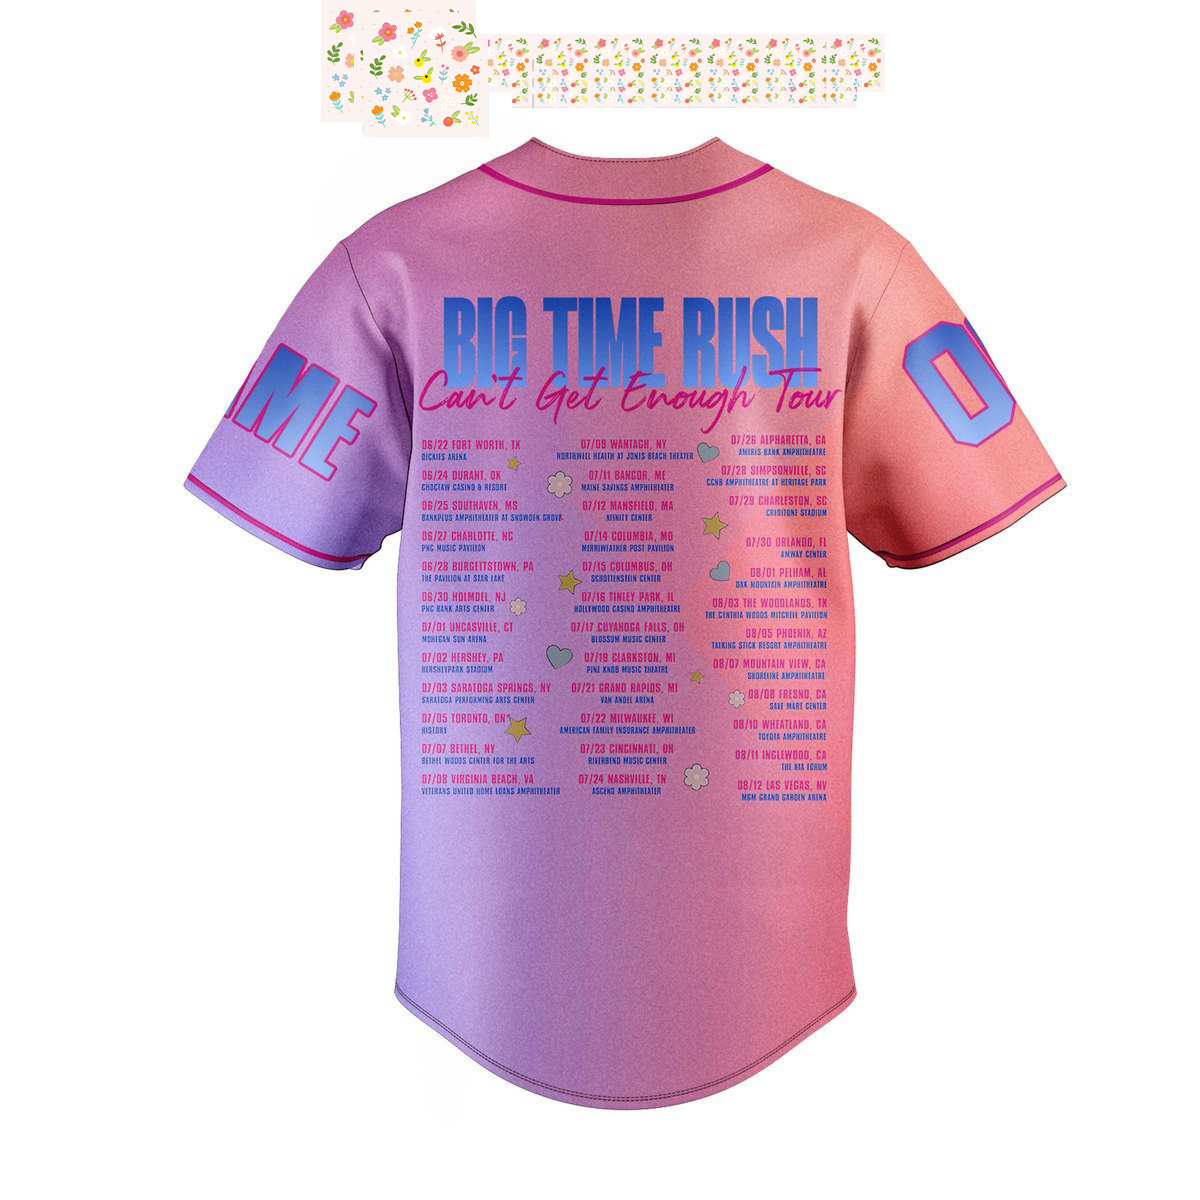 BIG TIME RUSH
Can't Get Enough Tour
AME
06/22 FORT WORTH, TX
DICKIES ARENA
06/24 DURANT, OK
CHOCTAW CASINO & RESORT
06/25 SOUTHAVEN, MS
BANKPLUS AMPHITHEATER AT SNOWDEN GROVE
06/27 CHARLOTTE, NC
PNC MUSIC PAVILION
06/28 BURGETTSTOWN, PA
THE PAVILION AT STAR LAKE
06/30 HOLMDEL, NJ
PNC BANK ARTS CENTER
07/01 UNCASVILLE, CT
MOHEGAN SUN ARENA
07/02 HERSHEY, PA
HERSHEYPARK STADIUM
07/03 SARATOGA SPRINGS, NY
SARATOGA PERFORMING ARTS CENTER
07/05 TORONTO, ON*
HISTORY
07/07 BETHEL, NY
BETHEL WOODS CENTER FOR THE ARTS
07/08 VIRGINIA BEACH, VA
VETERANS UNITED HOME LOANS AMPHITHEATER
07/09 WANTAGH, NY
NORTHWELL HEALTH AT JONES BEACH THEATER
07/11 BANGOR, ME
MAINE SAVINGS AMPHITHEATER
07/12 MANSFIELD, MA
XFINITY CENTER
07/14 COLUMBIA, MD
MERRIWEATHER POST PAVILION
07/15 COLUMBUS, OH
SCHOTTENSTEIN CENTER
07/16 TINLEY PARK, IL
HOLLYWOOD CASINO AMPHITHEATRE
07/17 CUYAHOGA FALLS, OH
BLOSSOM MUSIC CENTER
07/19 CLARKSTON, MI
PINE KNOB MUSIC THEATRE
07/21 GRAND RAPIDS, MI
VAN ANDEL ARENA
07/22 MILWAUKEE, WI
AMERICAN FAMILY INSURANCE AMPHITHEATER
07/23 CINCINNATI, OH
RIVERBEND MUSIC CENTER
07/24 NASHVILLE, TN
ASCEND AMPHITHEATER
07/26 ALPHARETTA, GA
AMERIS BANK AMPHITHEATRE
07/28 SIMPSONVILLE, SC
CCNB AMPHITHEATRE AT HERITAGE PARK
07/29 CHARLESTON, SC
CREDITONE STADIUM
07/30 ORLANDO, FL
AMWAY CENTER
08/01 PELHAM, AL
OAK MOUNTAIN AMPHITHEATRE
08/03 THE WOODLANDS, TX
THE CYNTHIA WOODS MITCHELL PAVILION
08/05 PHOENIX, AZ
TALKING STICK RESORT AMPHITHEATRE
08/07 MOUNTAIN VIEW, CA
SHORELINE AMPHITHEATRE
08/08 FRESNO, CA
SAVE MART CENTER
08/10 WHEATLAND, CA
TOYOTA AMPHITHEATRE
08/11 INGLEWOOD, CA
THE KIA FORUM
08/12 LAS VEGAS, NV
MGM GRAND GARDEN ARENA